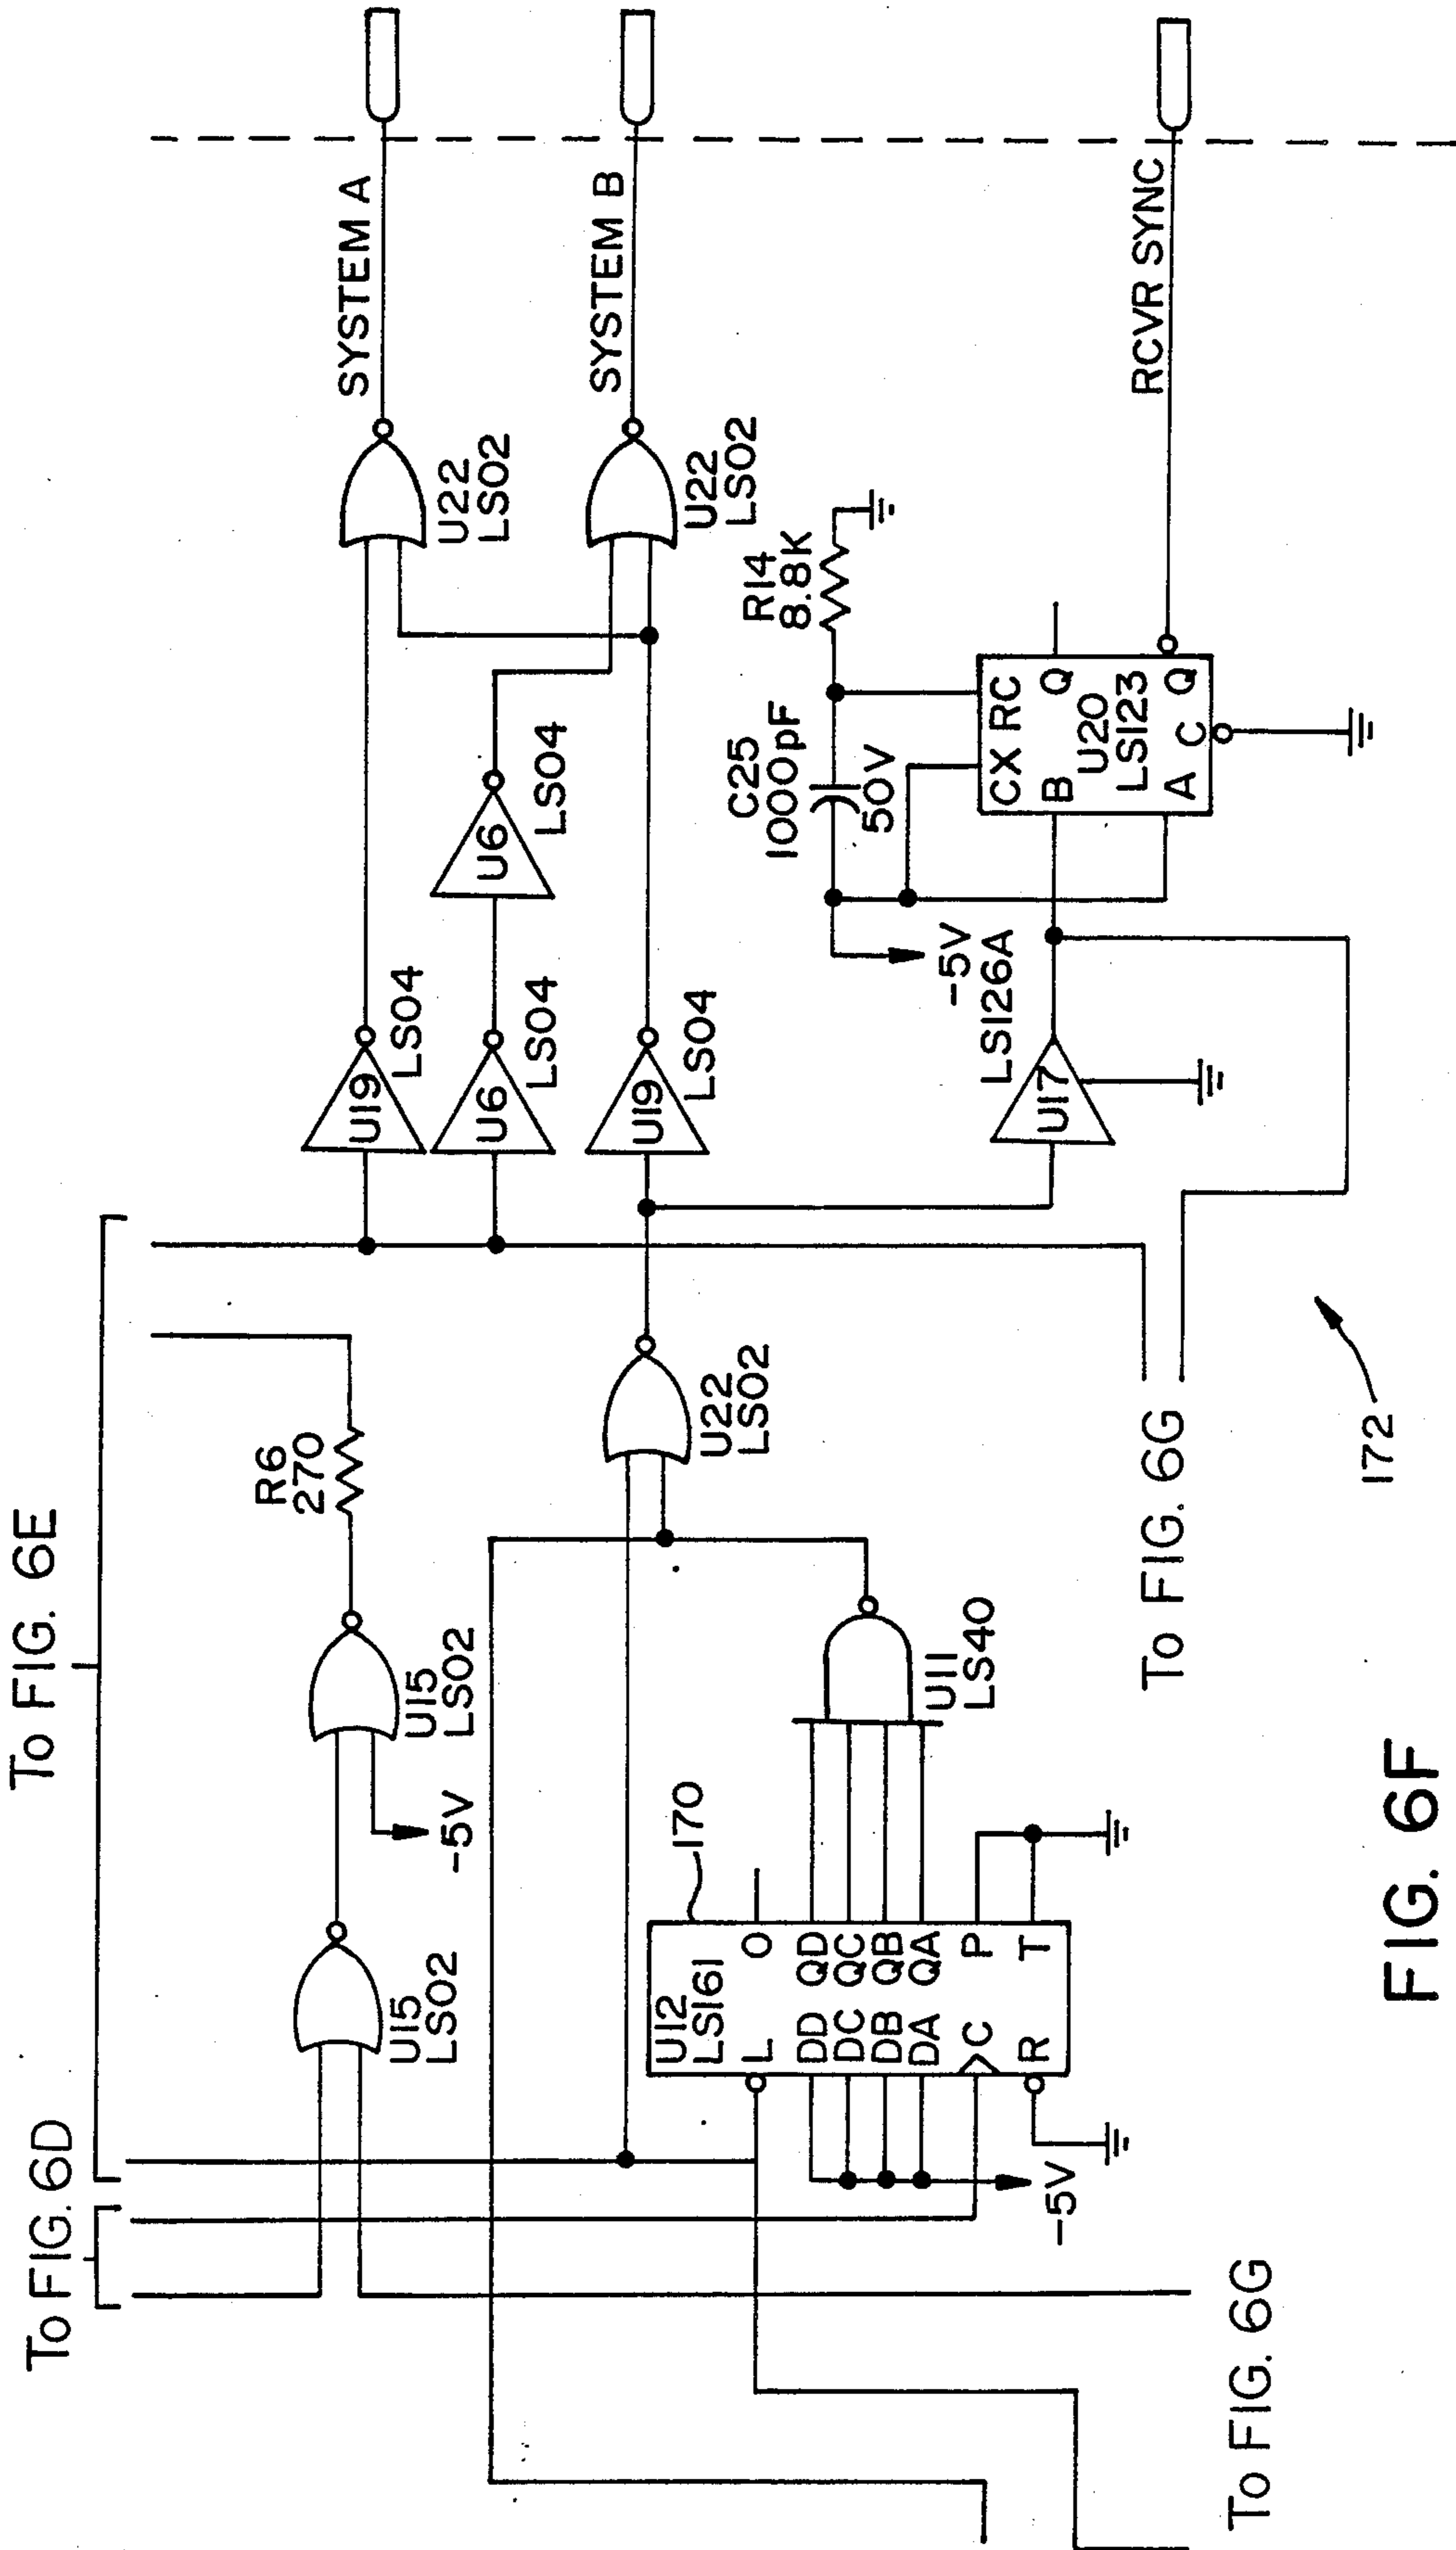 To FIG. 6D
To FIG. 6E
R6
270
U15
LS02
U15
LS02
-5V
SYSTEM A
U22
LS02
U19
LS04
U6
LS04
U6
LS04
SYSTEM B
U22
LS02
U19
LS04
U22
LS02
170
U12
LS161
L
O
DD QD
DC QC
DB QB
DA QA
C
P
R
T
-5V
U11
LS40
C25
1000pF
50V
R14
8.8K
-5V
LS126A
U17
CX RC
B
Q
U20
LS123
A
C
Q
RCVR SYNC
To FIG. 6G
To FIG. 6G
172
FIG. 6F